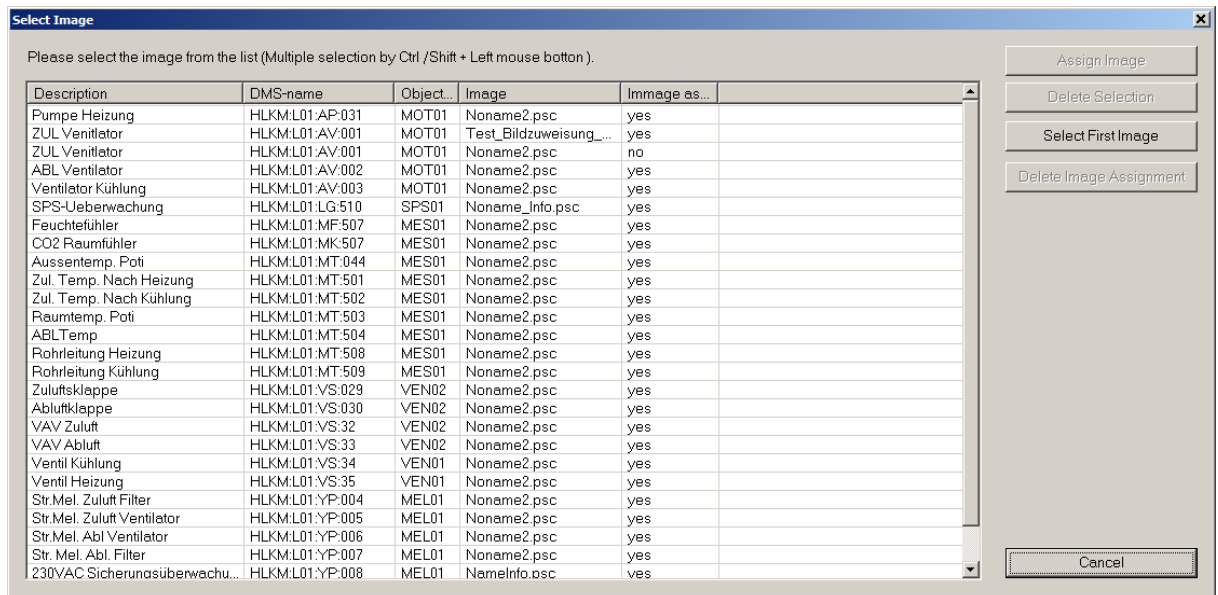 Select Image
Please select the image from the list (Multiple selection by Ctrl /Shift + Left mouse botton ).
Assign Image
Delete Selection
Select First Image
Delete Image Assignment
Description DMS-name Object... Image Immage as...
Pumpe Heizung HLKM:L01:AP:031 MOT01 Noname2.psc yes
ZUL Venitlator HLKM:L01:AV:001 MOT01 Test_Bildzuweisung_... yes
ZUL Venitlator HLKM:L01:AV:001 MOT01 Noname2.psc no
ABL Ventilator HLKM:L01:AV:002 MOT01 Noname2.psc yes
Ventilator Kühlung HLKM:L01:AV:003 MOT01 Noname2.psc yes
SPS-Ueberwachung HLKM:L01:LG:510 SPS01 Noname_Info.psc yes
Feuchtefühler HLKM:L01:MF:507 MES01 Noname2.psc yes
CO2 Raumfühler HLKM:L01:MK:507 MES01 Noname2.psc yes
Aussentemp. Poti HLKM:L01:MT:044 MES01 Noname2.psc yes
Zul. Temp. Nach Heizung HLKM:L01:MT:501 MES01 Noname2.psc yes
Zul. Temp. Nach Kühlung HLKM:L01:MT:502 MES01 Noname2.psc yes
Raumtemp. Poti HLKM:L01:MT:503 MES01 Noname2.psc yes
ABLTemp HLKM:L01:MT:504 MES01 Noname2.psc yes
Rohrleitung Heizung HLKM:L01:MT:508 MES01 Noname2.psc yes
Rohrleitung Kühlung HLKM:L01:MT:509 MES01 Noname2.psc yes
Zuluftsklappe HLKM:L01:VS:029 VEN02 Noname2.psc yes
Abluftklappe HLKM:L01:VS:030 VEN02 Noname2.psc yes
VAV Zuluft HLKM:L01:VS:32 VEN02 Noname2.psc yes
VAV Abluft HLKM:L01:VS:33 VEN02 Noname2.psc yes
Ventil Kühlung HLKM:L01:VS:34 VEN01 Noname2.psc yes
Ventil Heizung HLKM:L01:VS:35 VEN01 Noname2.psc yes
Str.Mel. Zuluft Filter HLKM:L01:YP:004 MEL01 Noname2.psc yes
Str.Mel. Zuluft Ventilator HLKM:L01:YP:005 MEL01 Noname2.psc yes
Str.Mel. Abl Ventilator HLKM:L01:YP:006 MEL01 Noname2.psc yes
Str. Mel. Abl. Filter HLKM:L01:YP:007 MEL01 Noname2.psc yes
230VAC Sicherungsüberwachu... HLKM:L01:YP:008 MEL01 NameInfo.psc yes
Cancel